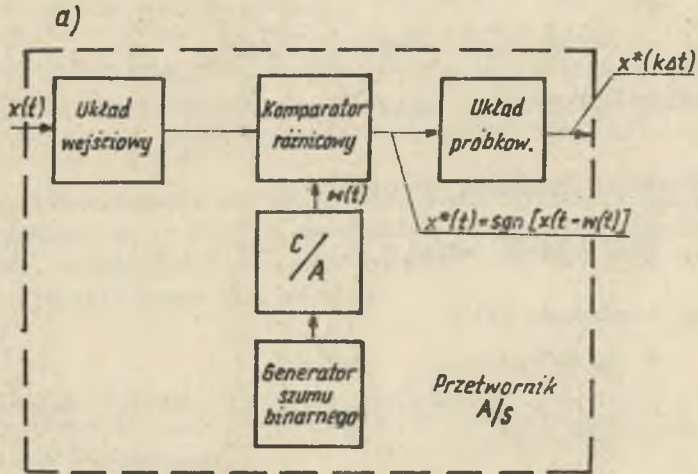 a)
x*(kΔt)
x(t)
Układ
wejściowy
Komparator
różnicowy
Układ
próbkow.
w(t)
x*(t)=sgn[x(t-w(t)]
C/A
Generator
szumu
binarnego
Przetwornik
A/s